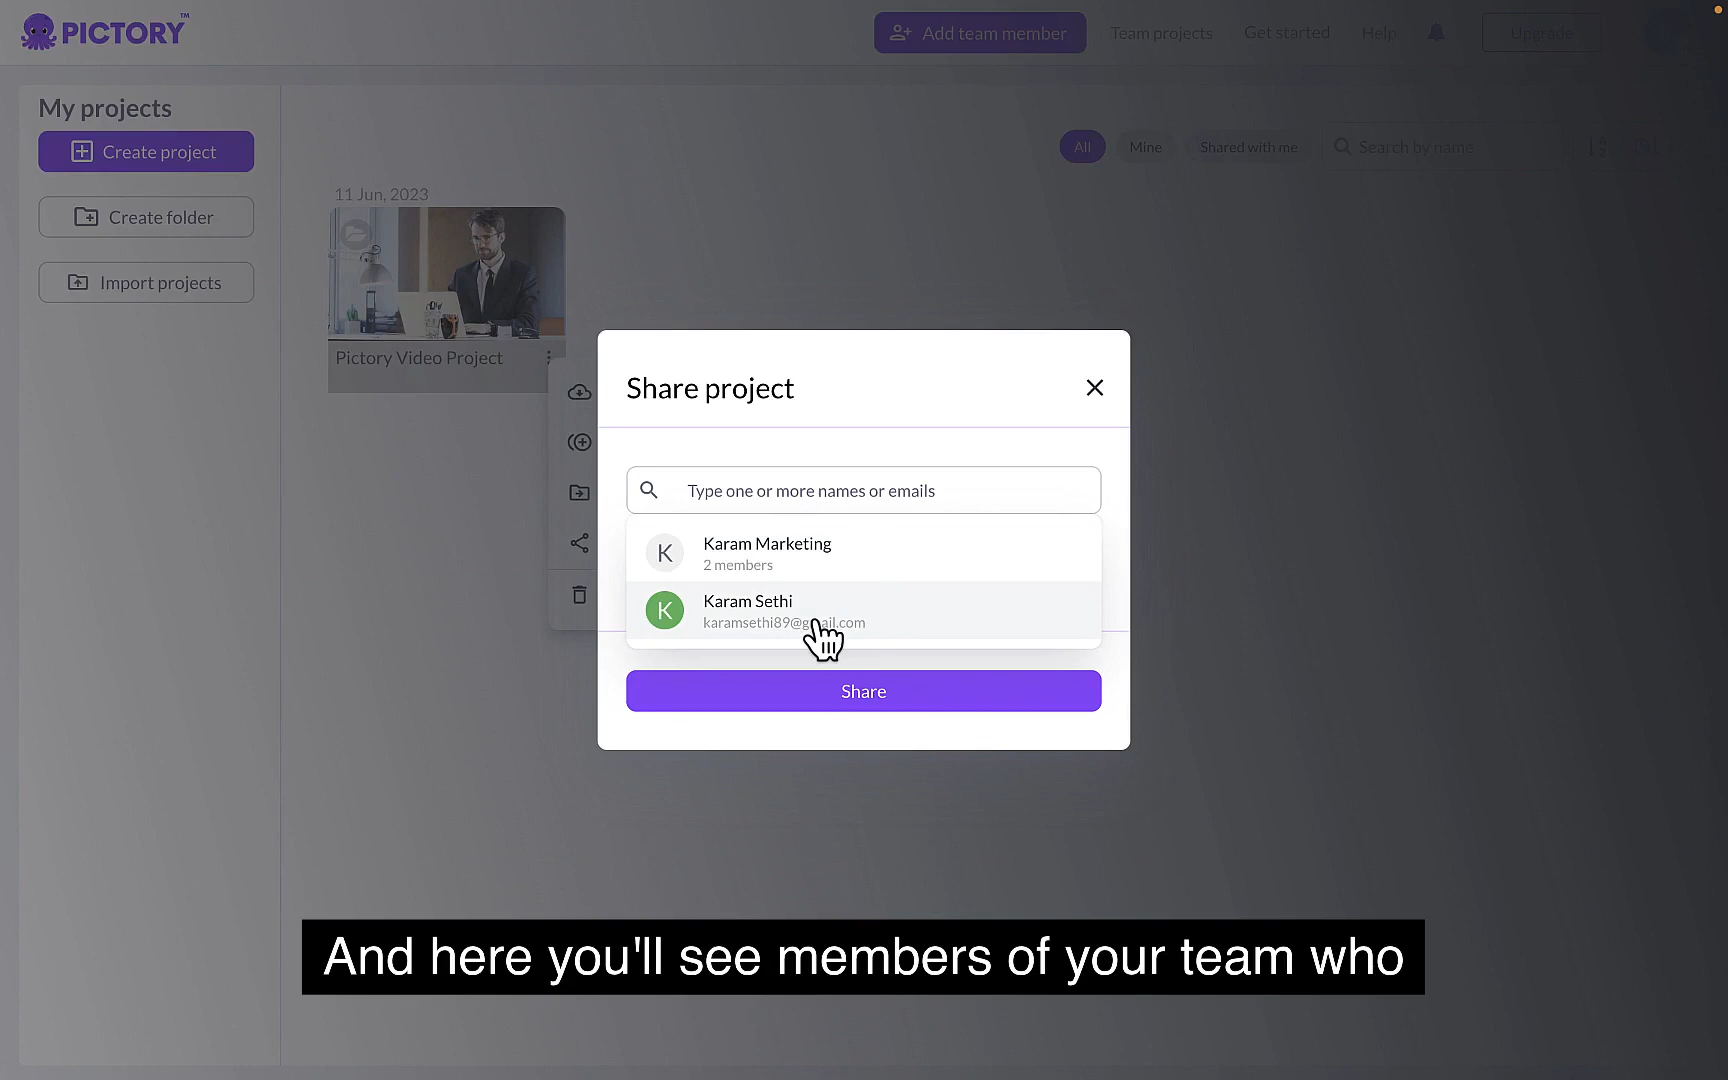 PICTORY™
Add team member
Team projects
Get started
Help
Upgrade
My projects
Create project
Create folder
Import projects
All
Mine
Shared with me
Search by name
11 Jun, 2023
Pictory Video Project
Share project
Type one or more names or emails
K
Karam Marketing
2 members
K
Karam Sethi
karamsethi89@gmail.com
Share
And here you'll see members of your team who